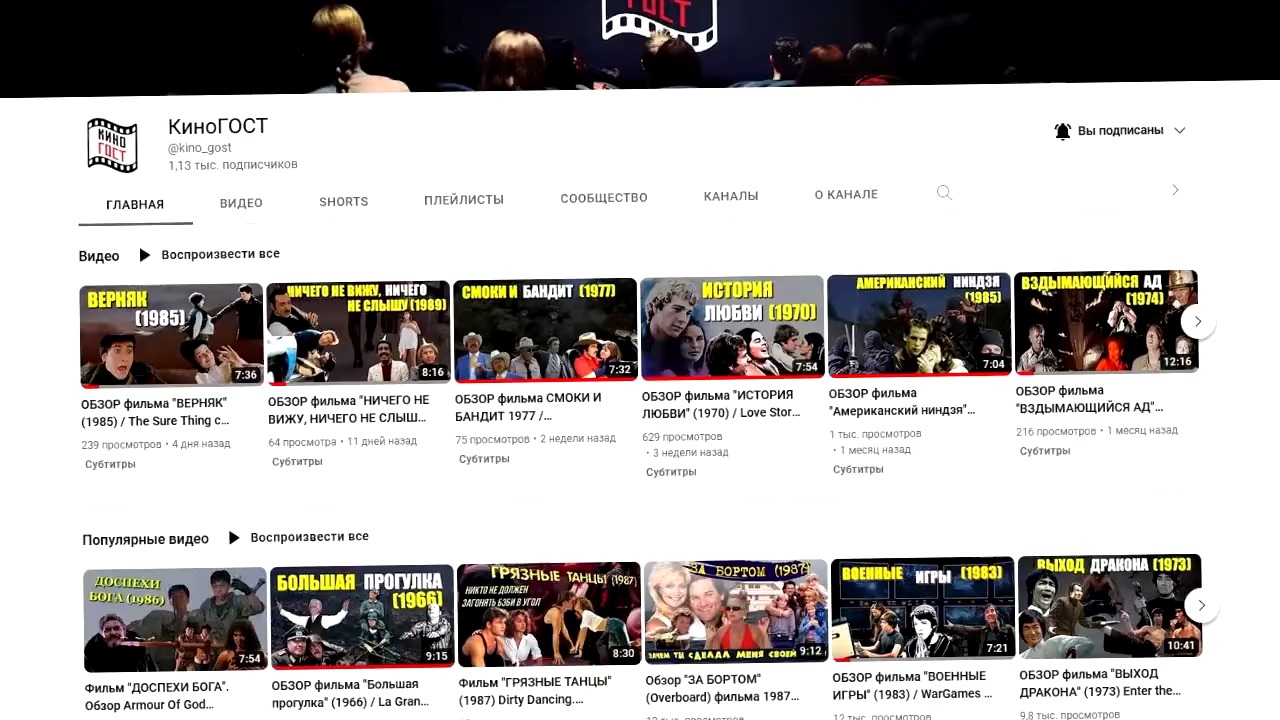 ГОСТ
КИНО
ГОСТ
КиноГОСТ
@kino_gost
1,13 тыс. подписчиков
Вы подписаны
ГЛАВНАЯ
ВИДЕО
SHORTS
ПЛЕЙЛИСТЫ
СООБЩЕСТВО
КАНАЛЫ
О КАНАЛЕ
Видео
Воспроизвести все
ВЕРНЯК
(1985)
7:36
ОБЗОР фильма "ВЕРНЯК"
(1985) / The Sure Thing с...
239 просмотров • 4 дня назад
Субтитры
НИЧЕГО НЕ ВИЖУ, НИЧЕГО
НЕ СЛЫШУ (1989)
8:16
ОБЗОР фильма "НИЧЕГО НЕ
ВИЖУ, НИЧЕГО НЕ СЛЫШ...
64 просмотра • 11 дней назад
Субтитры
СМОКИ И БАНДИТ (1977)
7:32
ОБЗОР фильма СМОКИ И
БАНДИТ 1977 /...
75 просмотров • 2 недели назад
Субтитры
ИСТОРИЯ
ЛЮБВИ (1970)
7:54
ОБЗОР фильма "ИСТОРИЯ
ЛЮБВИ" (1970) / Love Stor...
629 просмотров
• 3 недели назад
Субтитры
АМЕРИКАНСКИЙ НИНДЗЯ
(1985)
7:04
ОБЗОР фильма
"Американский ниндзя"...
1 тыс. просмотров
• 1 месяц назад
Субтитры
ВЗДЫМАЮЩИЙСЯ АД
(1974)
12:16
ОБЗОР фильма
"ВЗДЫМАЮЩИЙСЯ АД"...
216 просмотров • 1 месяц назад
Субтитры
Популярные видео
Воспроизвести все
ДОСПЕХИ
БОГА (1986)
7:54
Фильм "ДОСПЕХИ БОГА".
Обзор Armour Of God...
БОЛЬШАЯ ПРОГУЛКА
(1966)
9:15
ОБЗОР фильма "Большая
прогулка" (1966) / La Gran...
ГРЯЗНЫЕ ТАНЦЫ (1987)
НИКТО НЕ ДОЛЖЕН
ЗАГОНЯТЬ БЭБИ В УГОЛ
8:30
Фильм "ГРЯЗНЫЕ ТАНЦЫ"
(1987) Dirty Dancing....
ЗА БОРТОМ (1987)
ЗАЧЕМ ТЫ СДЕЛАЛ МЕНЯ СВОЕЙ
9:12
Обзор "ЗА БОРТОМ"
(Overboard) фильма 1987...
12 тыс. просмотров
ВОЕННЫЕ ИГРЫ (1983)
7:21
ОБЗОР фильма "ВОЕННЫЕ
ИГРЫ" (1983) / WarGames ...
12 тыс. просмотров
ВЫХОД ДРАКОНА (1973)
10:41
ОБЗОР фильма "ВЫХОД
ДРАКОНА" (1973) Enter the...
9,8 тыс. просмотров